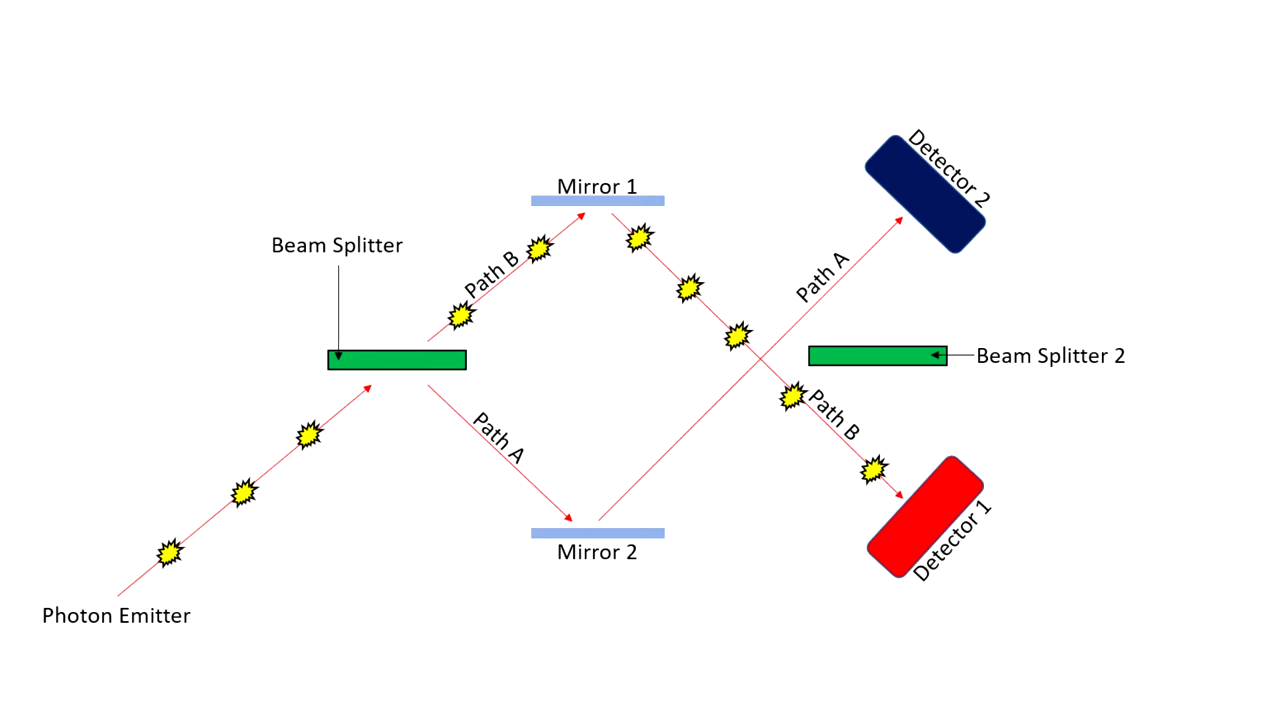 Detector 2
Mirror 1
Beam Splitter
Path B
Path A
Beam Splitter 2
Path B
Path A
Detector 1
Mirror 2
Photon Emitter